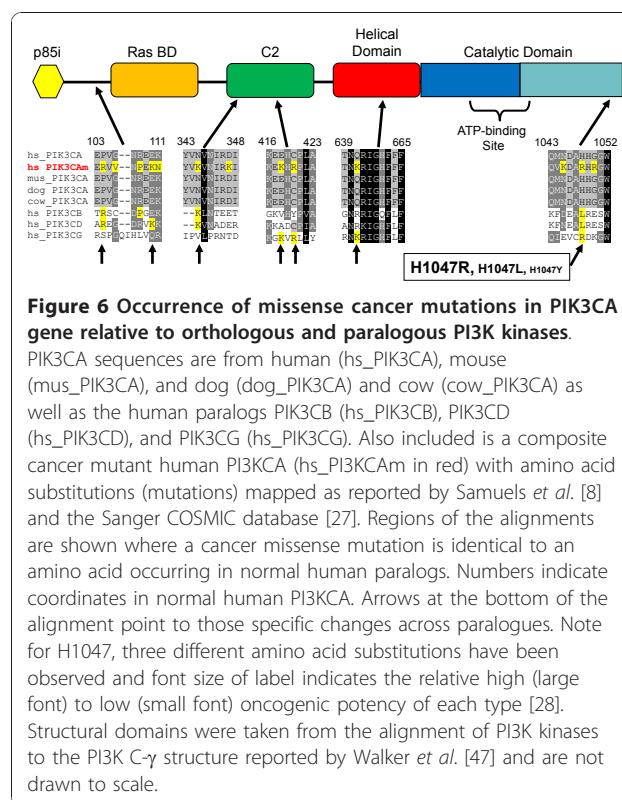 p85i Ras BD C2 Helical Domain Catalytic Domain
ATP-binding Site
103 111 343 348 416 423 639 665 1043 1052
hs_PIK3CA EPVG--NREEK YVNVNIRDI KEEHCPLA TNQRIGHFFF QMNDAHHGGW
hs_PIK3CAm
mus_PIK3CA
dog_PIK3CA
cow_PIK3CA
hs_PIK3CB
hs_PIK3CD
hs_PIK3CG
H1047R, H1047L, H1047Y
Figure 6 Occurrence of missense cancer mutations in PIK3CA
gene relative to orthologous and paralogous PI3K kinases.
PIK3CA sequences are from human (hs_PIK3CA), mouse
(mus_PIK3CA), and dog (dog_PIK3CA) and cow (cow_PIK3CA) as
well as the human paralogs PIK3CB (hs_PIK3CB), PIK3CD
(hs_PIK3CD), and PIK3CG (hs_PIK3CG). Also included is a composite
cancer mutant human PI3KCA (hs_PI3KCAm in red) with amino acid
substitutions (mutations) mapped as reported by Samuels et al. [8]
and the Sanger COSMIC database [27]. Regions of the alignments
are shown where a cancer missense mutation is identical to an
amino acid occurring in normal human paralogs. Numbers indicate
coordinates in normal human PI3KCA. Arrows at the bottom of the
alignment point to those specific changes across paralogues. Note
for H1047, three different amino acid substitutions have been
observed and font size of label indicates the relative high (large
font) to low (small font) oncogenic potency of each type [28].
Structural domains were taken from the alignment of PI3K kinases
to the PI3K C-γ structure reported by Walker et al. [47] and are not
drawn to scale.